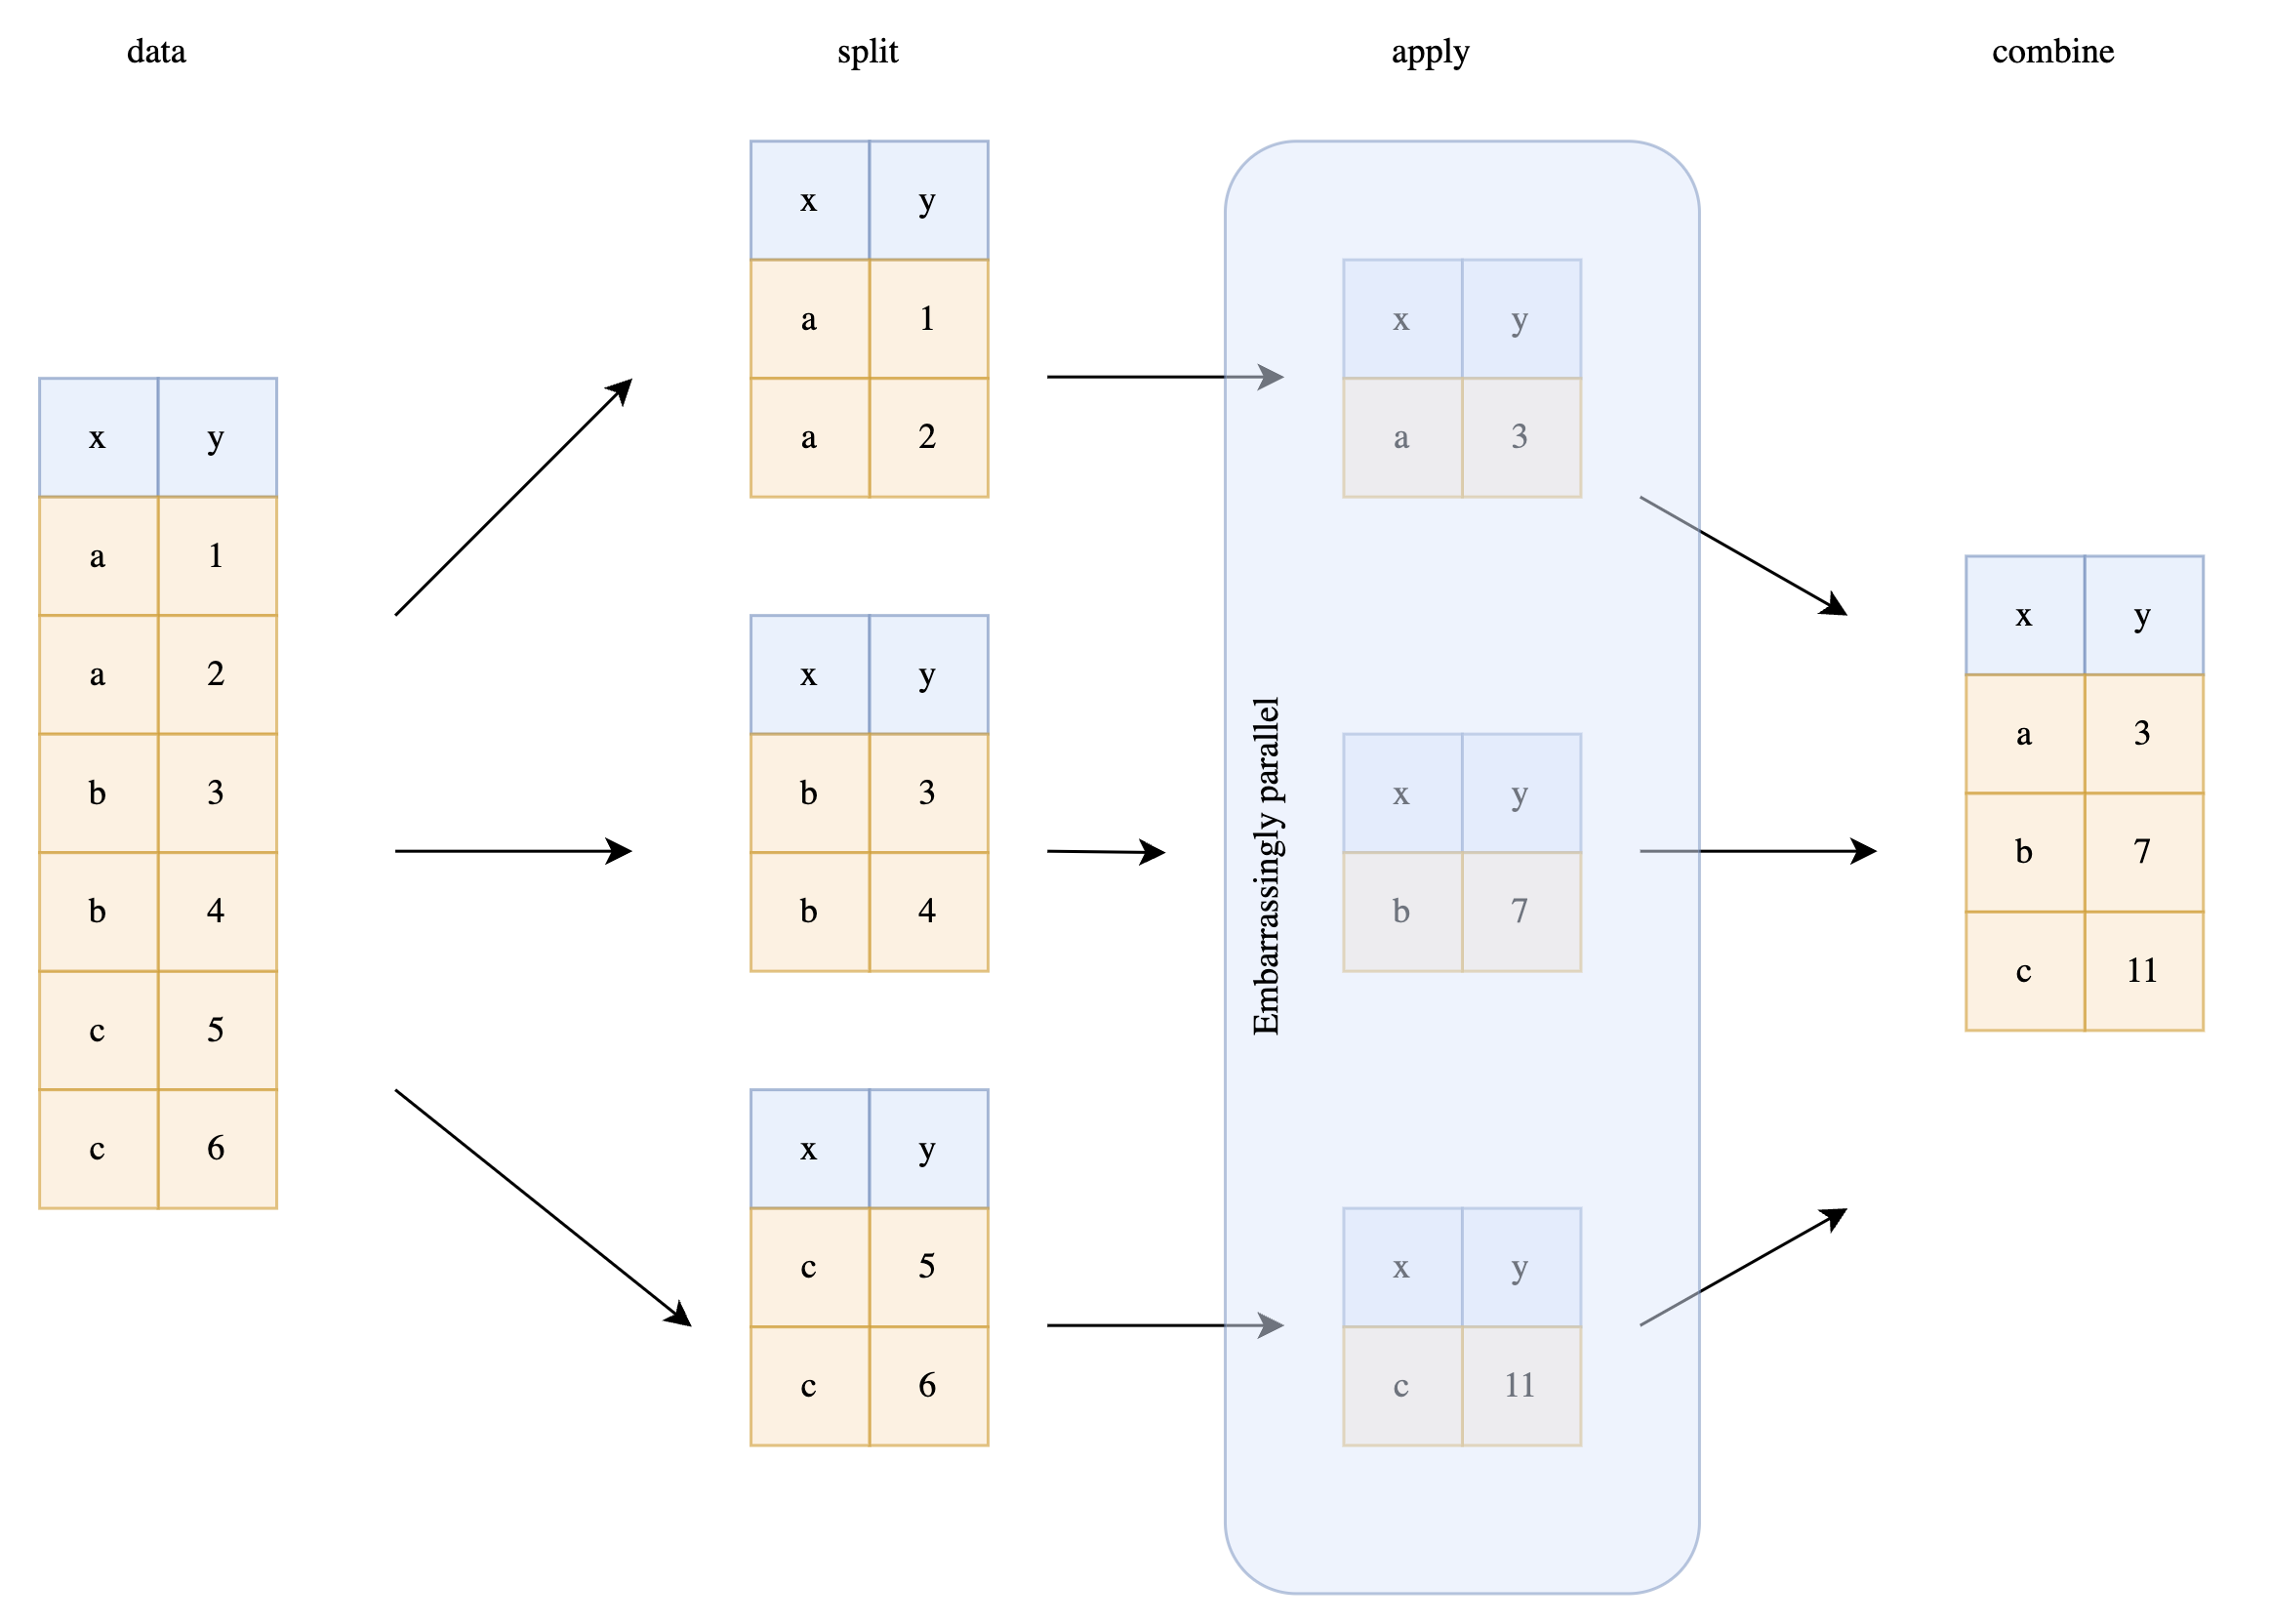 data split apply combine
x y
a 1
a 2
b 3
b 4
c 5
c 6
x y
a 1
a 2
x y
b 3
b 4
x y
c 5
c 6
Embarrassingly parallel
x y
a 3
x y
b 7
x y
c 11
x y
a 3
b 7
c 11